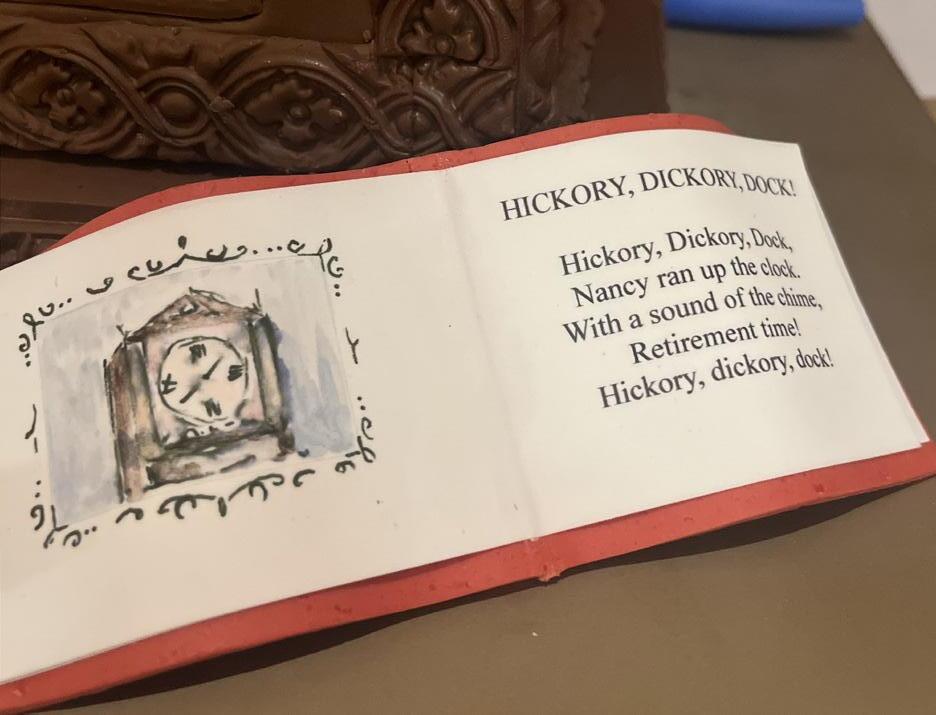 HICKORY, DICKORY, DOCK!
Hickory, Dickory, Dock,
Nancy ran up the clock.
With a sound of the chime,
Retirement time!
Hickory, dickory, dock!